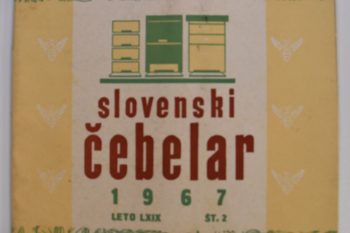 slovenski
čebelar
1967
LETO LXIX ŠT. 2